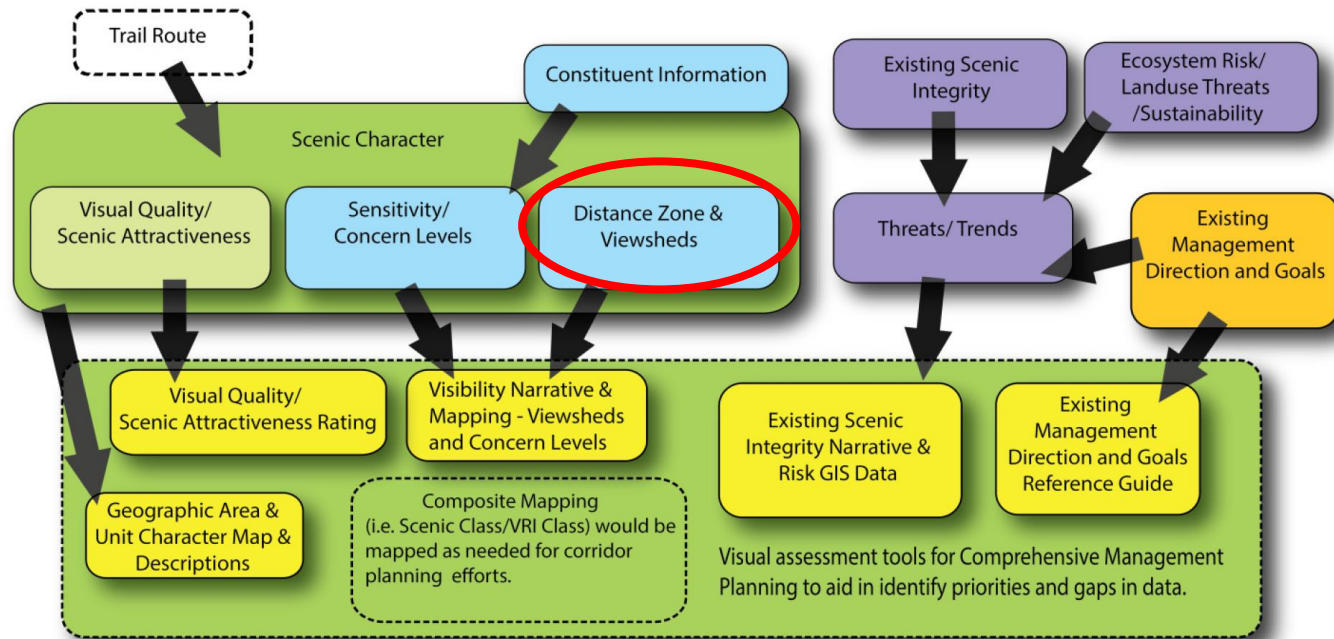 Trail Route
Constituent Information
Existing Scenic
Integrity
Ecosystem Risk/
Landuse Threats
/Sustainability
Scenic Character
Visual Quality/
Scenic Attractiveness
Sensitivity/
Concern Levels
Distance Zone &
Viewsheds
Threats/ Trends
Existing
Management
Direction and Goals
Visual Quality/
Scenic Attractiveness Rating
Visibility Narrative &
Mapping - Viewsheds
and Concern Levels
Existing Scenic
Integrity Narrative &
Risk GIS Data
Existing
Management
Direction and Goals
Reference Guide
Geographic Area &
Unit Character Map &
Descriptions
Composite Mapping
(i.e. Scenic Class/VRI Class) would be
mapped as needed for corridor
planning efforts.
Visual assessment tools for Comprehensive Management
Planning to aid in identify priorities and gaps in data.